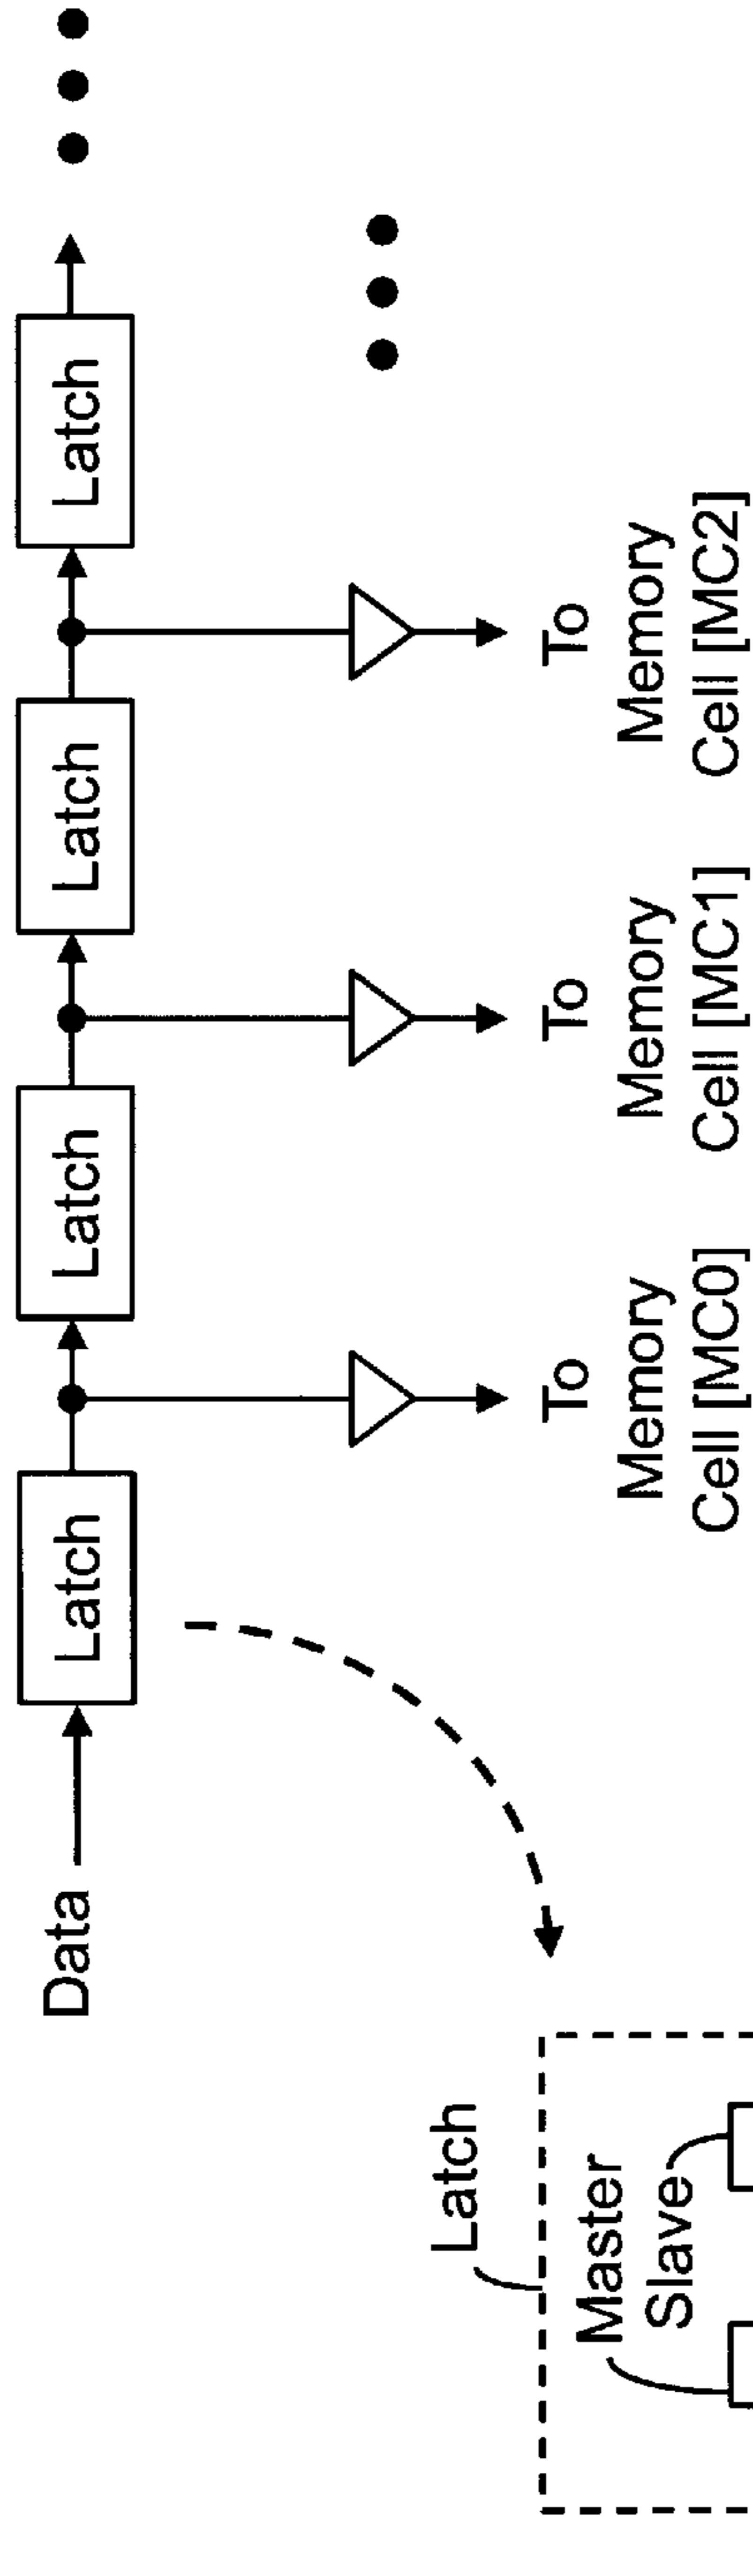 Data
Latch
Latch
Latch
Latch
To
Memory
Cell [MC0]
To
Memory
Cell [MC1]
To
Memory
Cell [MC2]
Latch
Master
Slave